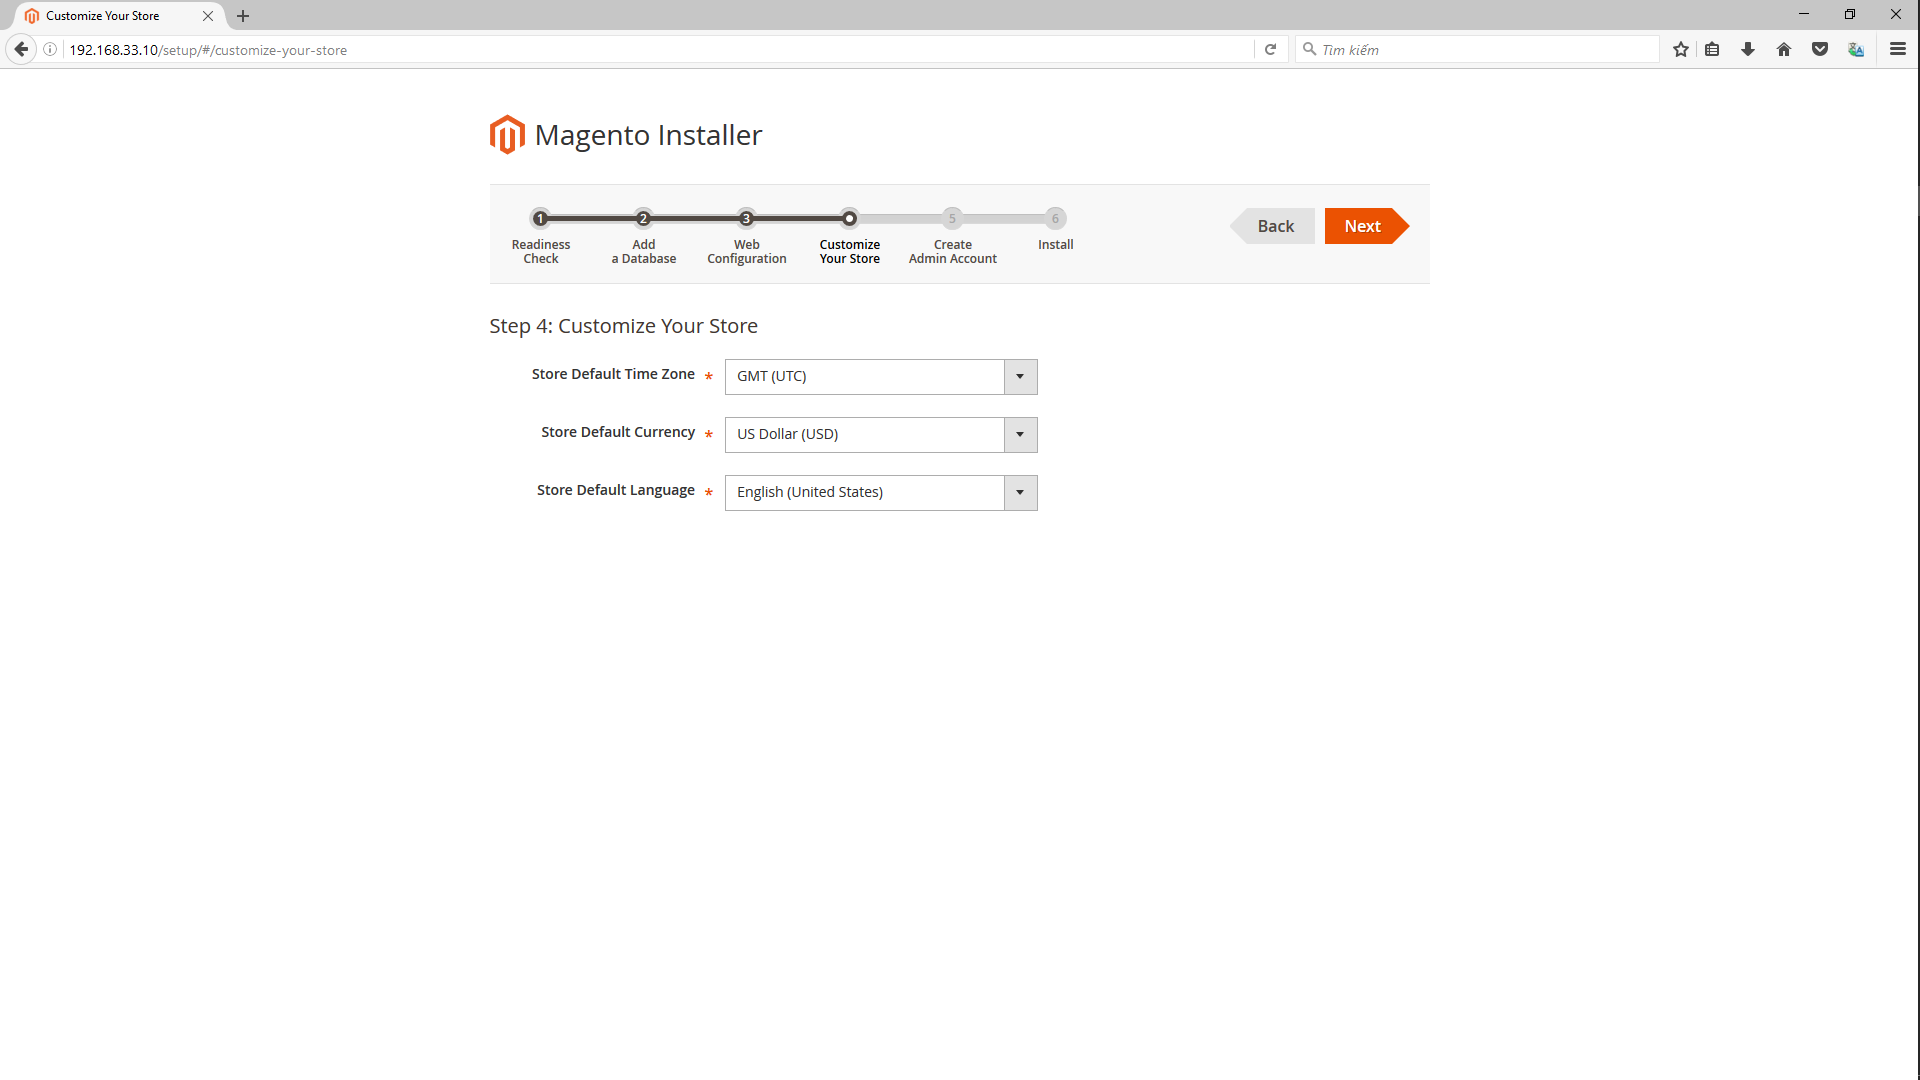 Customize Your Store
192.168.33.10/setup/#/customize-your-store
Tìm kiếm
Magento Installer
1
2
3
5
6
Readiness
Check
Add
a Database
Web
Configuration
Customize
Your Store
Create
Admin Account
Install
Back
Next
Step 4: Customize Your Store
Store Default Time Zone *
GMT (UTC)
Store Default Currency *
US Dollar (USD)
Store Default Language *
English (United States)